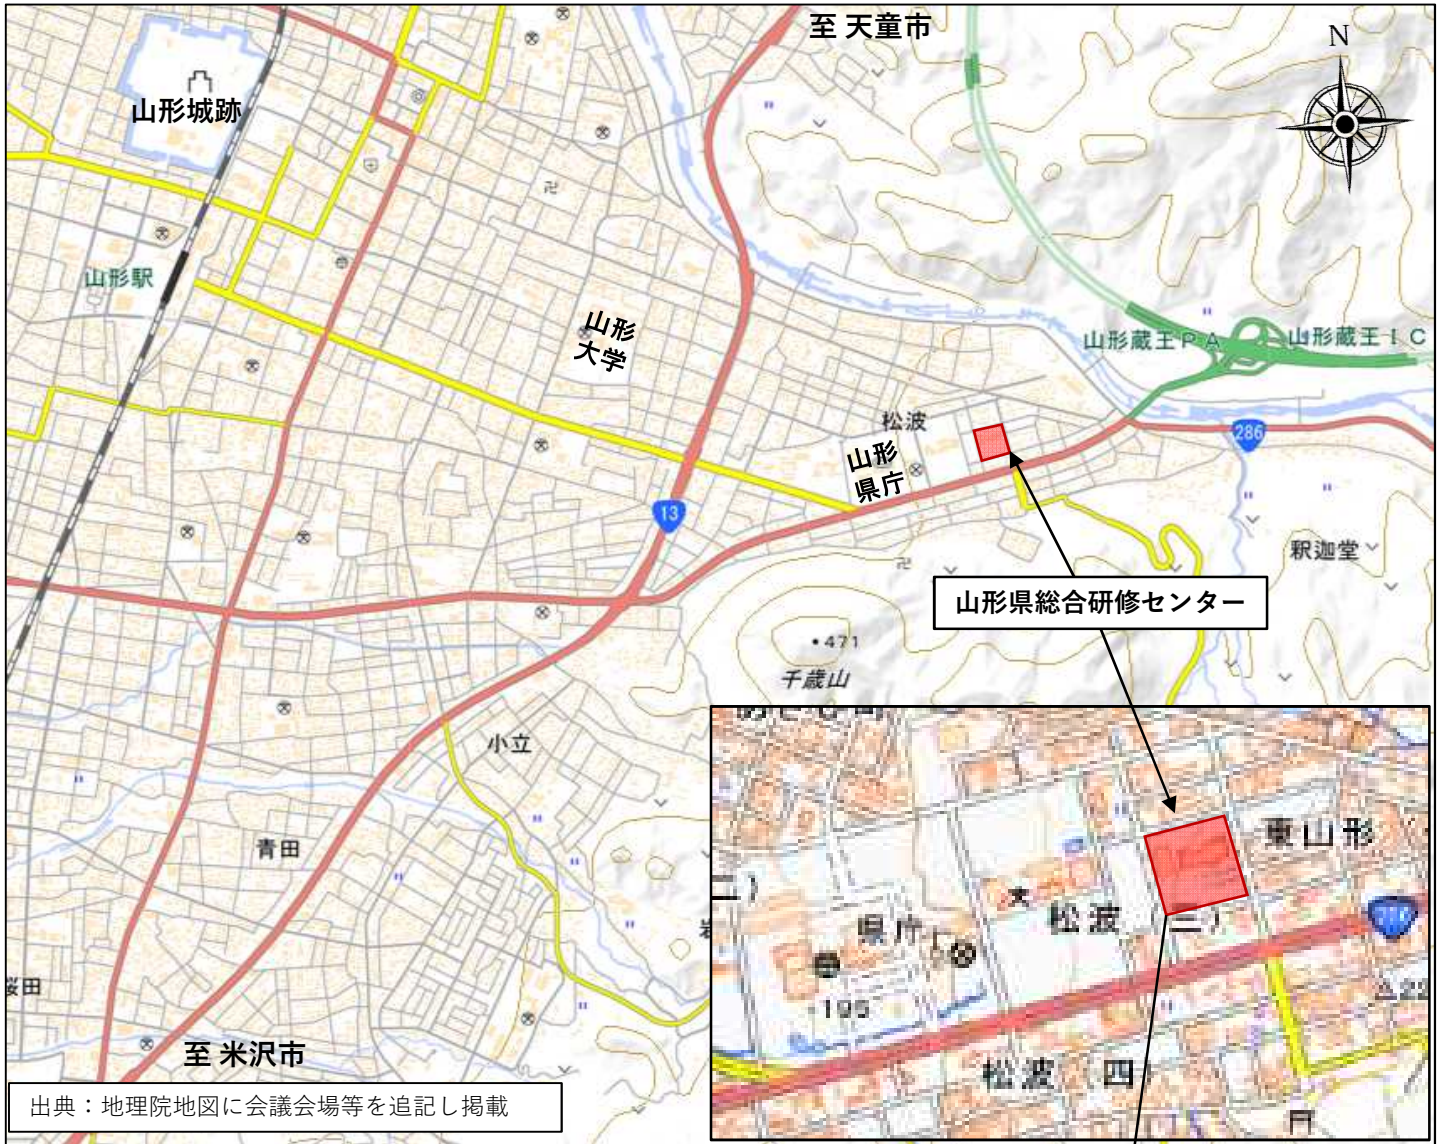 至 天童市
N
山形城跡
山形駅
山形
大学
山形蔵王PA
山形蔵王IC
松波
286
山形
県庁
13
釈迦堂
山形県総合研修センター
・471
千歳山
小立
青田
桜田
至 米沢市
出典：地理院地図に会議会場等を追記し掲載
東山形
松波（三）
県庁
・195
松波（四）